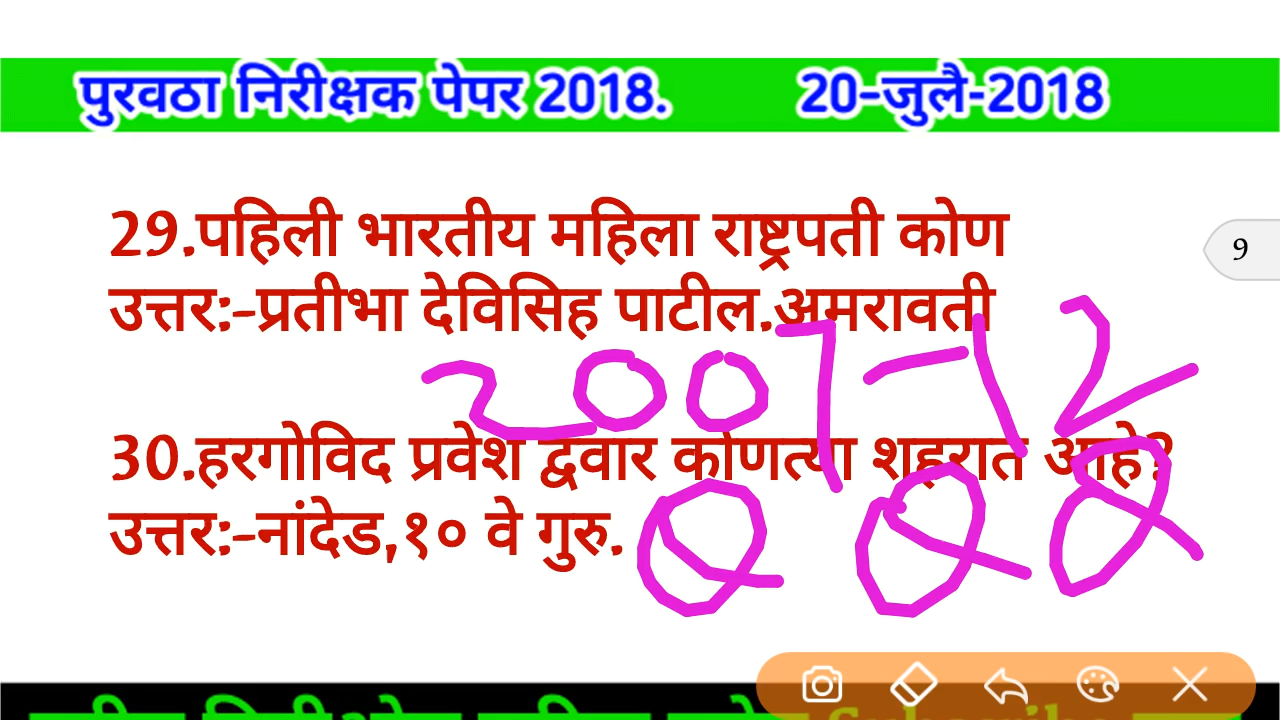 पुरवठा निरीक्षक पेपर 2018. 20-जुलै-2018
29.पहिली भारतीय महिला राष्ट्रपती कोण
उत्तर:-प्रतीभा देविसिह पाटील.अमरावती
9
2007-12
30.हरगोविद प्रवेश द्वार कोणत्या शहरात आहे?
उत्तर:-नांदेड,१० वे गुरु.